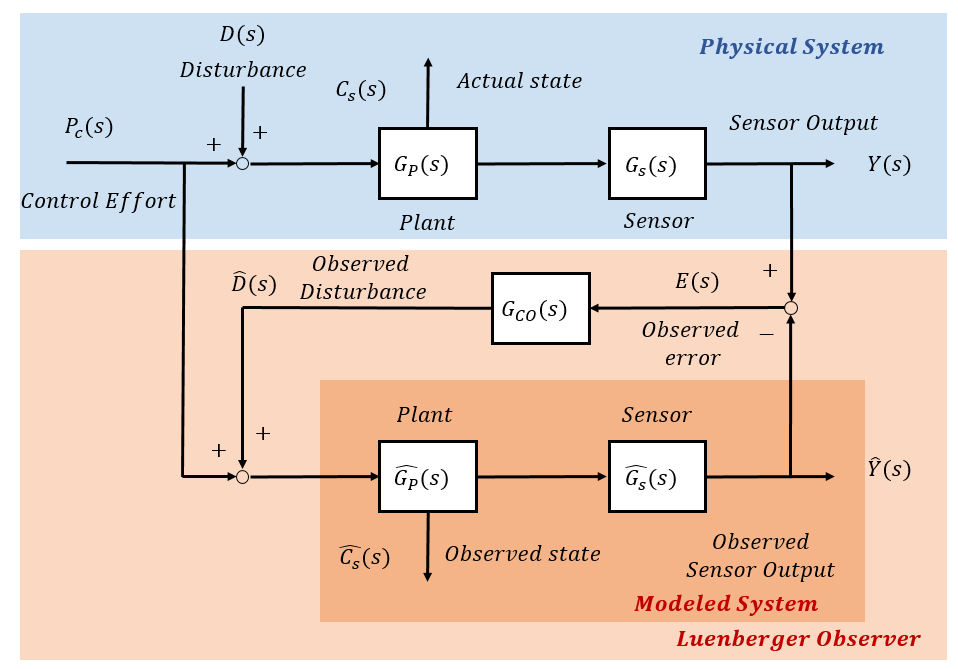 D(s)
Disturbance
Physical System
C_s(s)
Actual state
P_c(s)
Sensor Output
+
+
G_P(s)
G_s(s)
Y(s)
Control Effort
Plant
Sensor
Observed
Disturbance
D̂(s)
E(s)
+
G_CO(s)
Observed
error
−
Plant
Sensor
+
+
Ĝ_P(s)
Ĝ_s(s)
Ŷ(s)
Ĉ_s(s)
Observed state
Observed
Sensor Output
Modeled System
Luenberger Observer